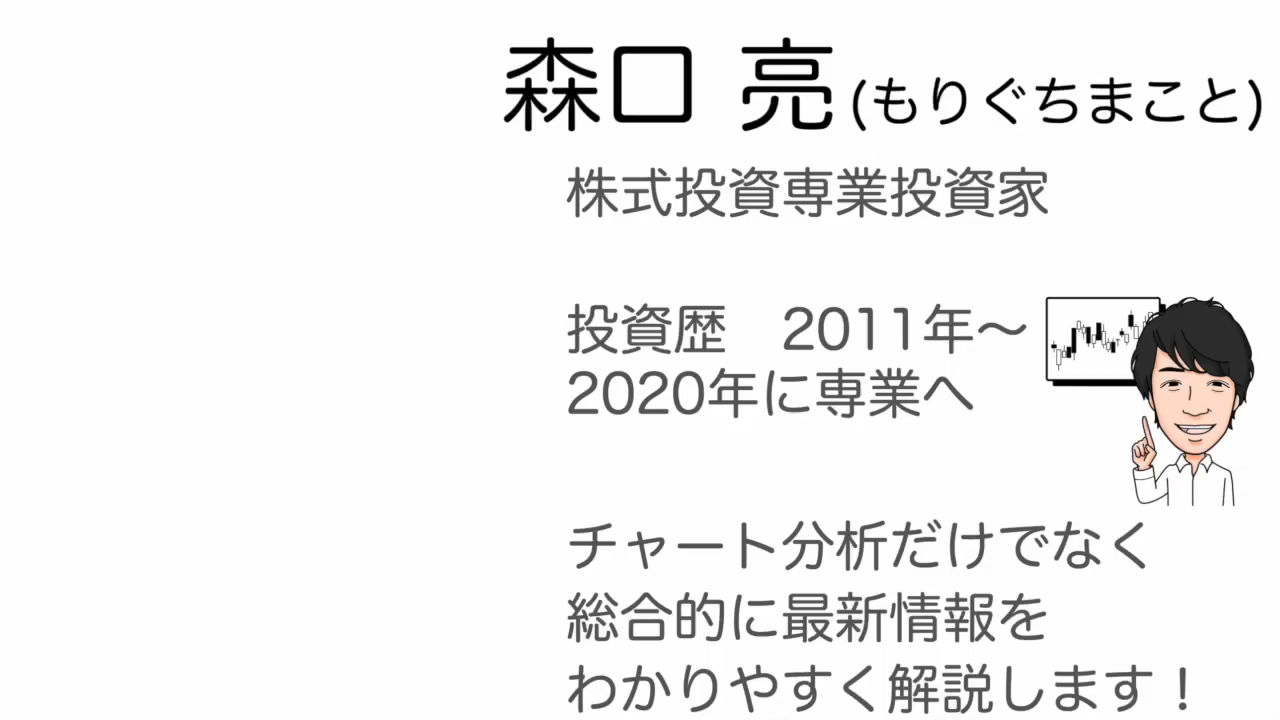 森口 亮(もりぐちまこと)
株式投資専業投資家
投資歴　2011年～
2020年に専業へ
チャート分析だけでなく
総合的に最新情報を
わかりやすく解説します！